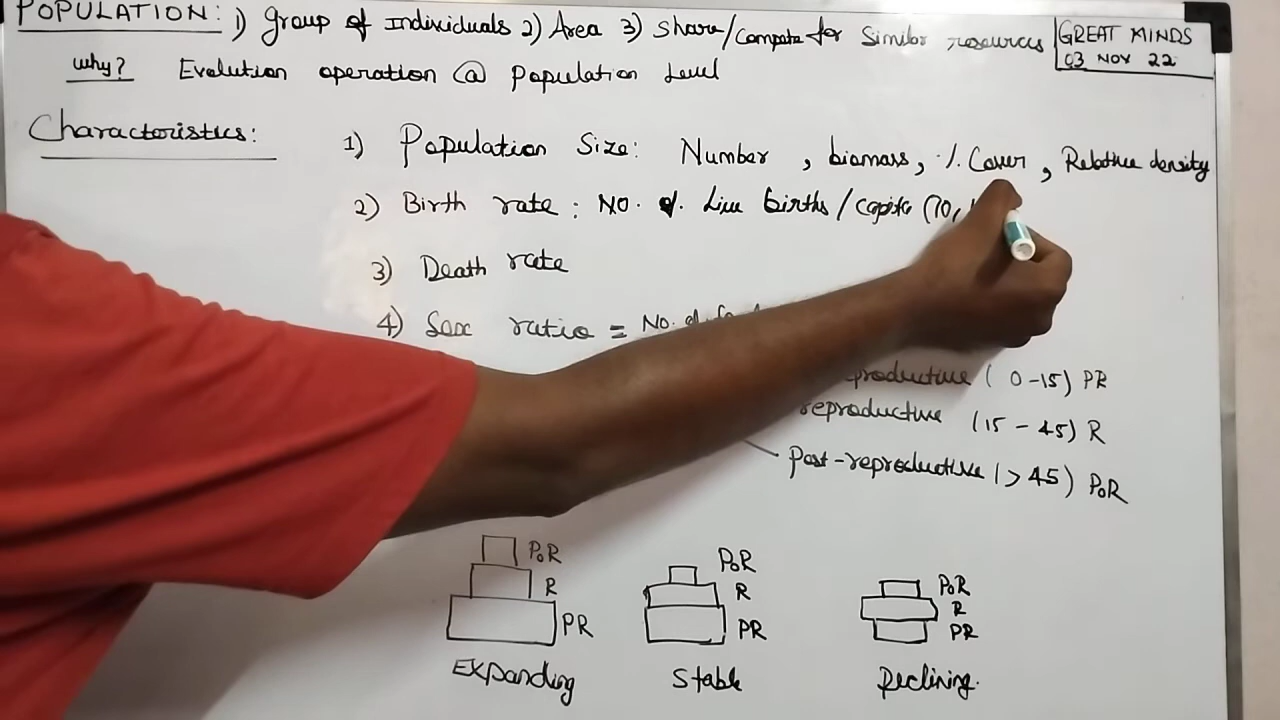 POPULATION: 1) Group of Individuals 2) Area 3) Share/Compete for Similar resources
GREAT MINDS
03 NOV 22
why? Evolution operation @ Population Level
Characteristics:
1) Population Size: Number, biomass, % Cover, Relative density
2) Birth rate: No. of Live births/capita (10,
3) Death rate
4) Sex ratio = No. of
productive (0-15) PR
reproductive (15-45) R
Post-reproductive (>45) PoR
PoR
R
PR
Expanding
PoR
R
PR
Stable
PoR
R
PR
Declining.